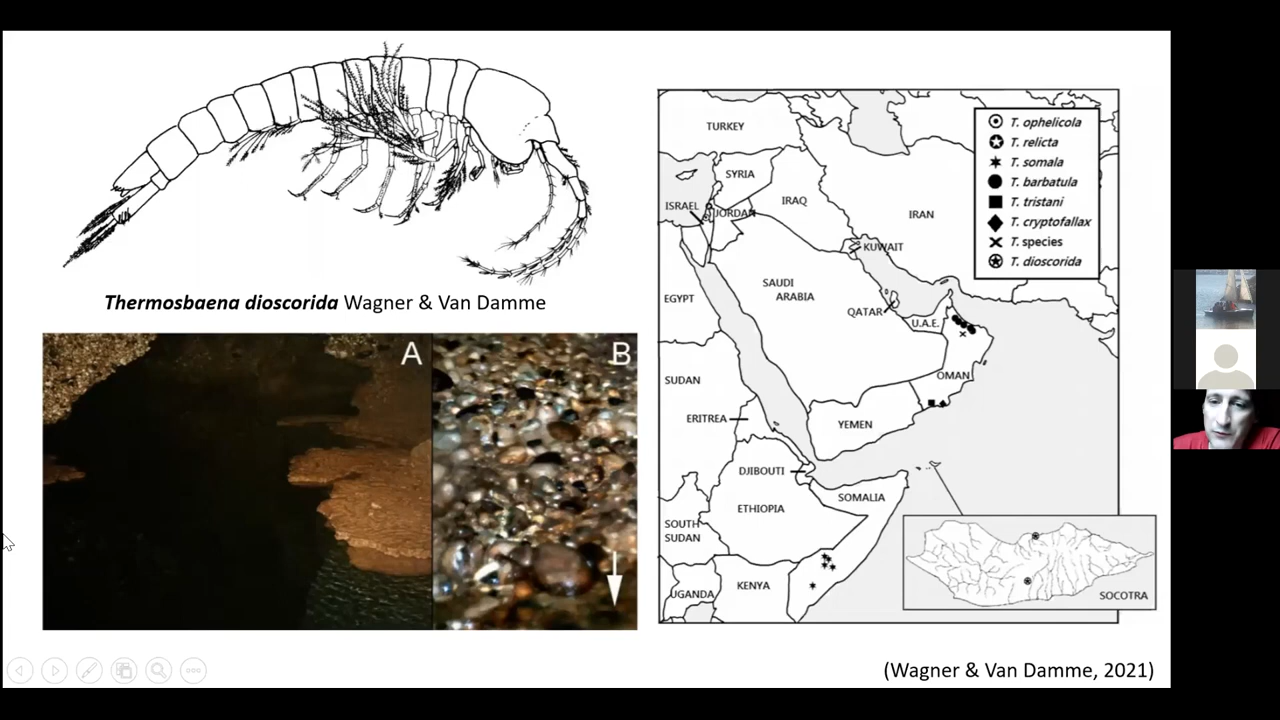 Thermosbaena dioscorida Wagner & Van Damme
A
B
TURKEY
SYRIA
ISRAEL
JORDAN
IRAQ
IRAN
KUWAIT
EGYPT
SAUDI
ARABIA
QATAR
U.A.E.
OMAN
SUDAN
ERITREA
YEMEN
DJIBOUTI
SOMALIA
ETHIOPIA
SOUTH
SUDAN
KENYA
UGANDA
SOCOTRA
T. ophelicola
T. relicta
T. somala
T. barbatula
T. tristani
T. cryptofallax
T. species
T. dioscorida
(Wagner & Van Damme, 2021)